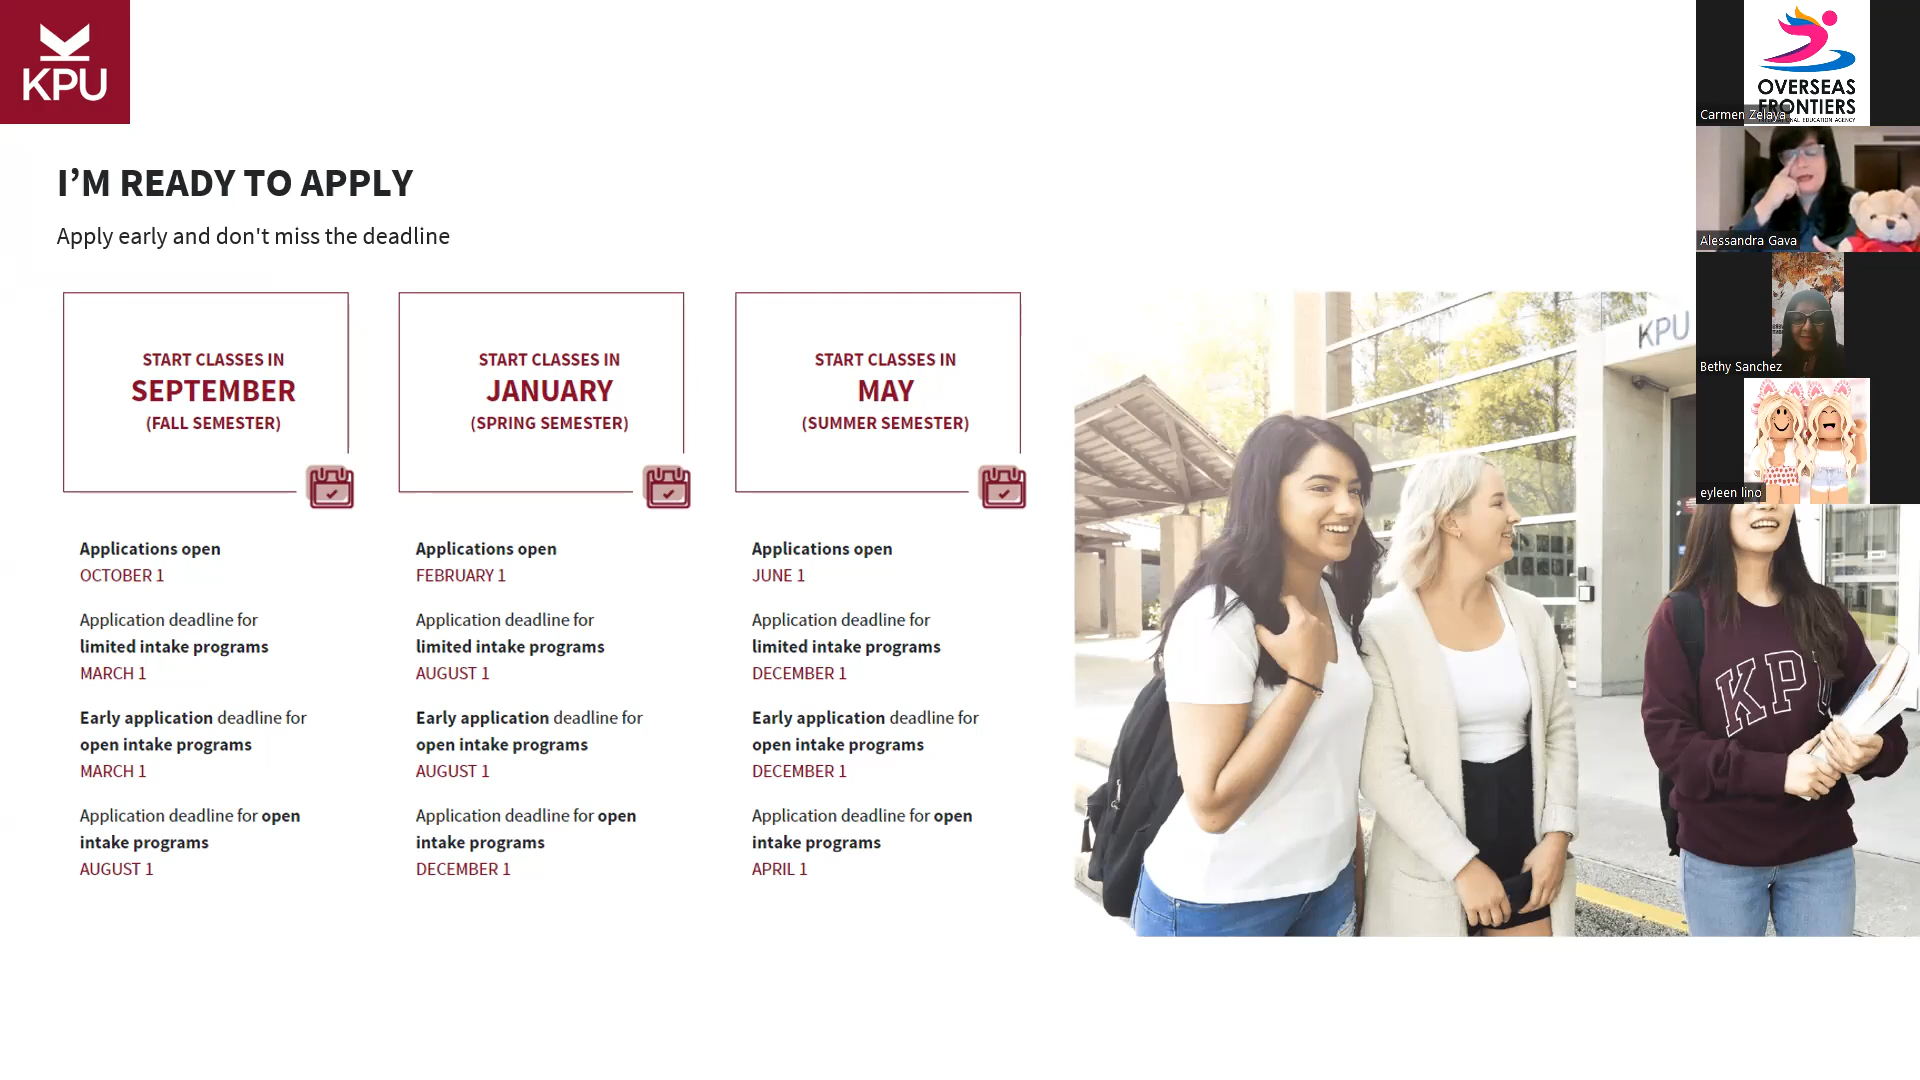 KPU
I’M READY TO APPLY
Apply early and don't miss the deadline
START CLASSES IN
SEPTEMBER
(FALL SEMESTER)
Applications open
OCTOBER 1
Application deadline for
limited intake programs
MARCH 1
Early application deadline for
open intake programs
MARCH 1
Application deadline for open
intake programs
AUGUST 1
START CLASSES IN
JANUARY
(SPRING SEMESTER)
Applications open
FEBRUARY 1
Application deadline for
limited intake programs
AUGUST 1
Early application deadline for
open intake programs
AUGUST 1
Application deadline for open
intake programs
DECEMBER 1
START CLASSES IN
MAY
(SUMMER SEMESTER)
Applications open
JUNE 1
Application deadline for
limited intake programs
DECEMBER 1
Early application deadline for
open intake programs
DECEMBER 1
Application deadline for open
intake programs
APRIL 1
KPU
KPU
OVERSEAS
FRONTIERS
EDUCATION AGENCY
Carmen Zelaya
Alessandra Gava
Bethy Sanchez
eyleen lino